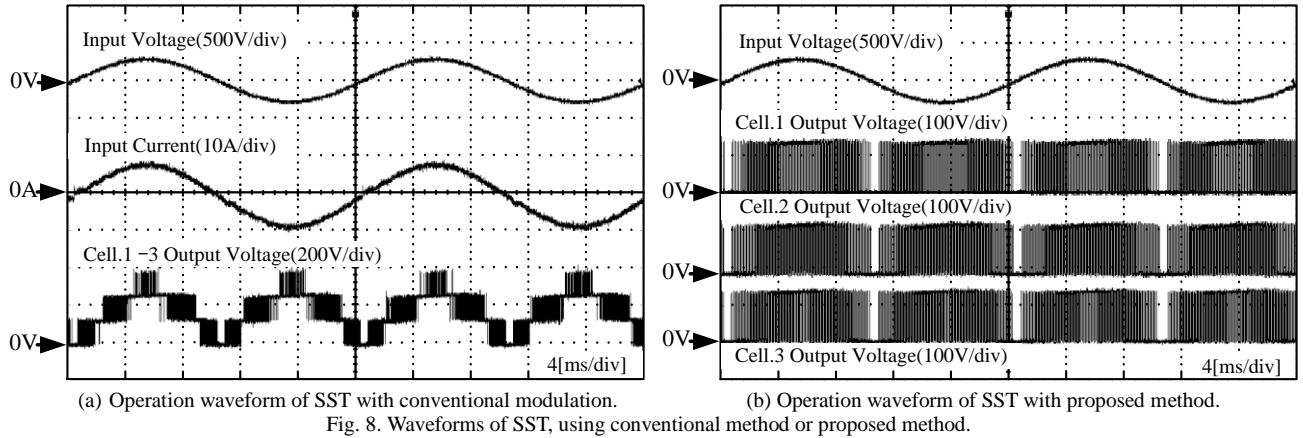 Input Voltage(500V/div)
0V
Input Current(10A/div)
0A
Cell.1 −3 Output Voltage(200V/div)
0V
4[ms/div]
(a) Operation waveform of SST with conventional modulation.
Input Voltage(500V/div)
0V
Cell.1 Output Voltage(100V/div)
0V
Cell.2 Output Voltage(100V/div)
0V
0V
Cell.3 Output Voltage(100V/div)
4[ms/div]
(b) Operation waveform of SST with proposed method.
Fig. 8. Waveforms of SST, using conventional method or proposed method.